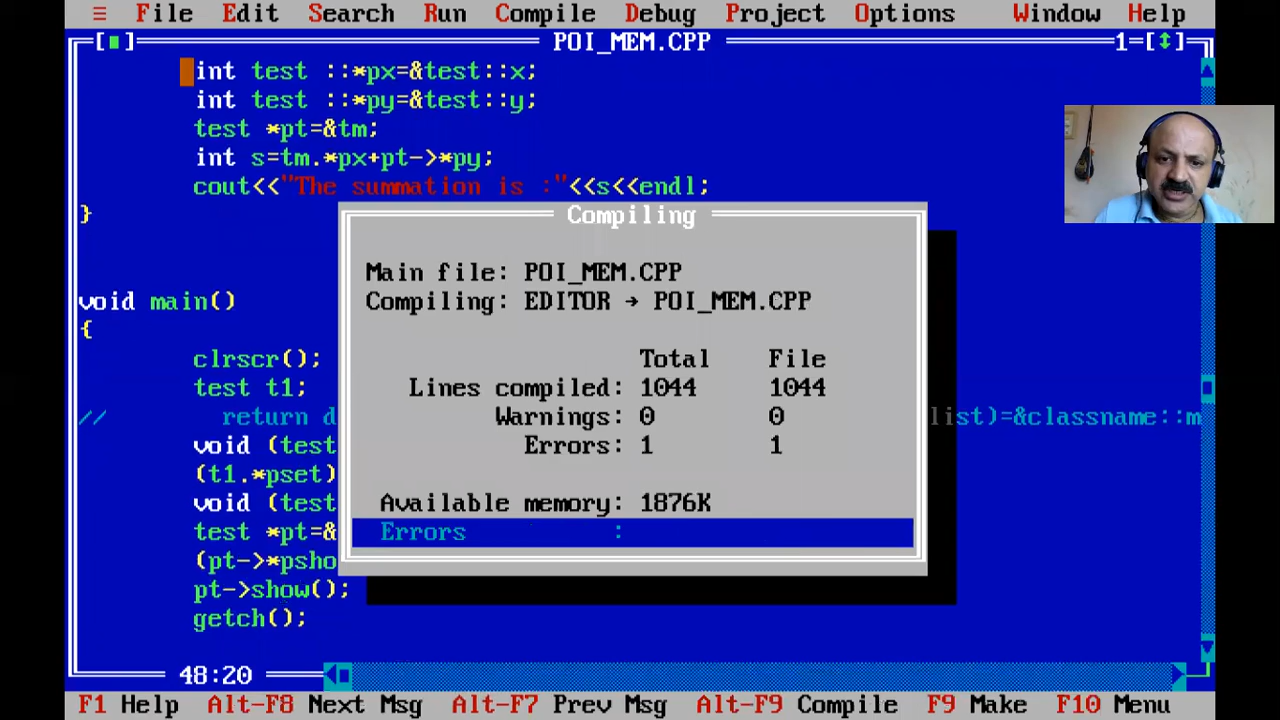 ≡ File Edit Search Run Compile Debug Project Options Window Help
[■] POI_MEM.CPP 1=[↕]
int test ::*px=&test::x;
int test ::*py=&test::y;
test *pt=&tm;
int s=tm.*px+pt->*py;
cout<<"The summation is :"<<s<<endl;
}
void main()
{
clrscr();
test t1;
// return d list)=&classname::m
void (test
(t1.*pset)
void (test
test *pt=&
(pt->*psho
pt->show();
getch();
Compiling
Main file: POI_MEM.CPP
Compiling: EDITOR → POI_MEM.CPP
Total File
Lines compiled: 1044 1044
Warnings: 0 0
Errors: 1 1
Available memory: 1876K
Errors :
48:20
F1 Help Alt-F8 Next Msg Alt-F7 Prev Msg Alt-F9 Compile F9 Make F10 Menu